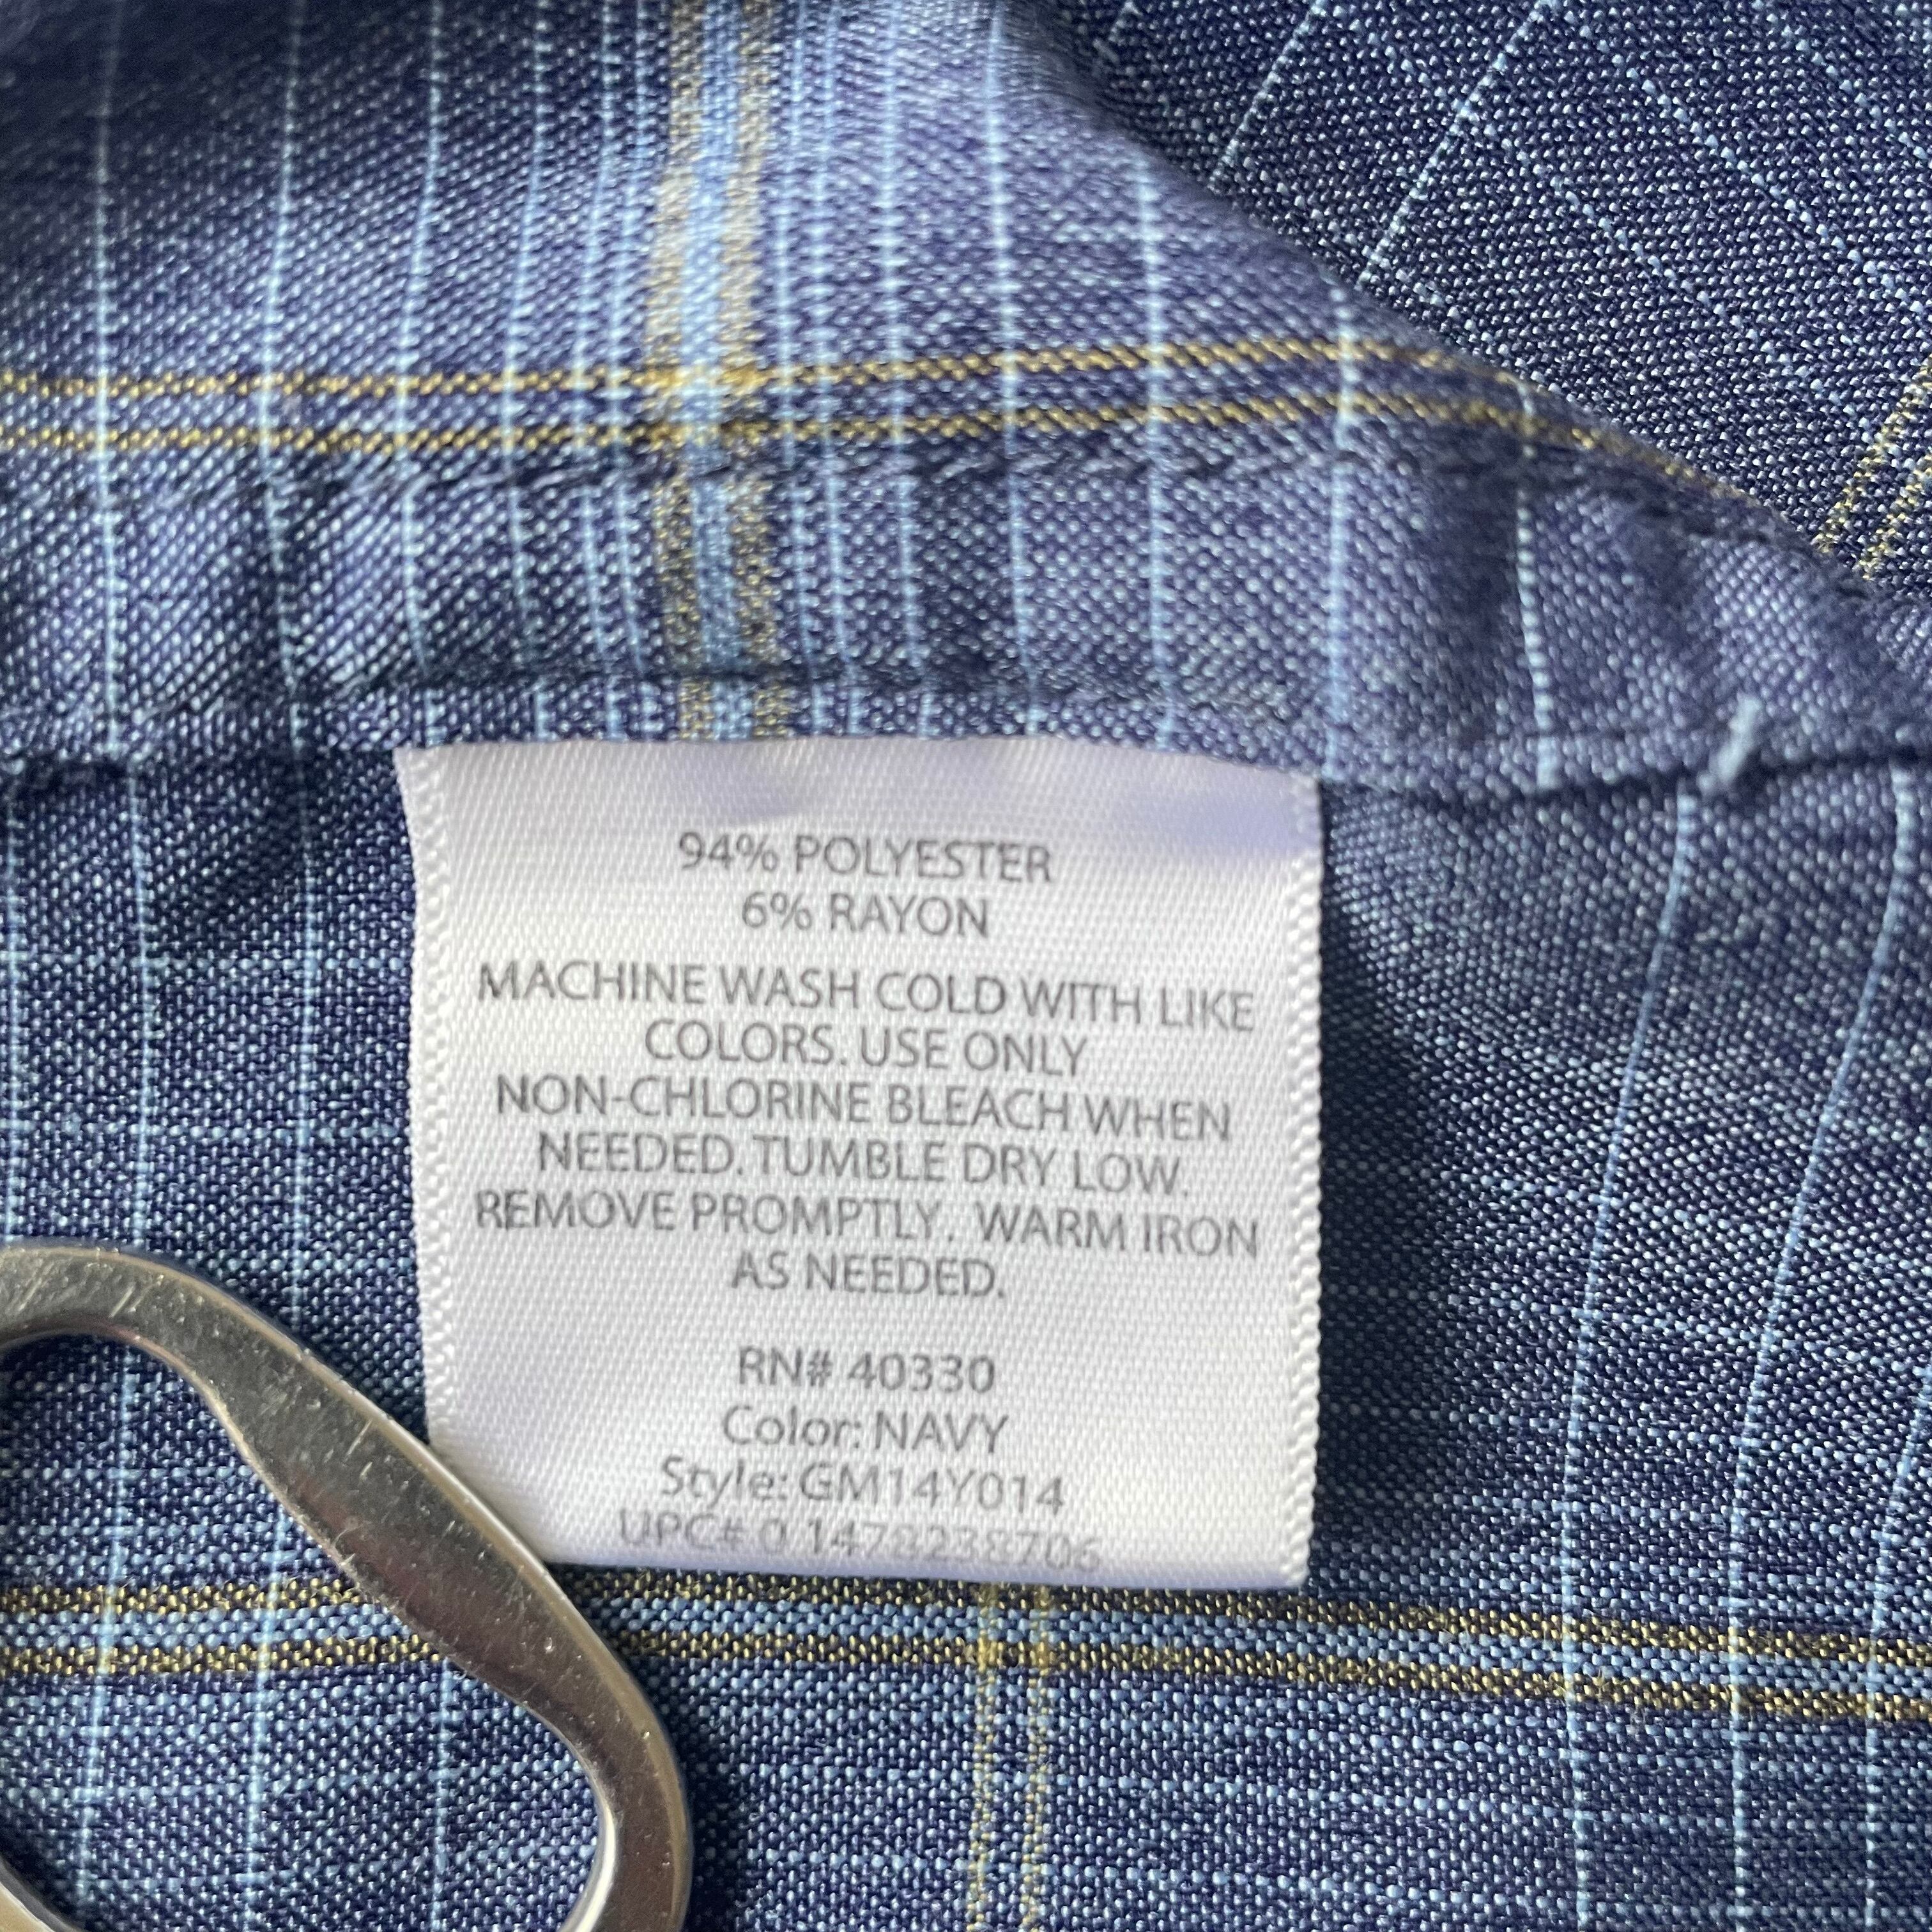 94% POLYESTER
6% RAYON
MACHINE WASH COLD WITH LIKE
COLORS. USE ONLY
NON-CHLORINE BLEACH WHEN
NEEDED. TUMBLE DRY LOW.
REMOVE PROMPTLY. WARM IRON
AS NEEDED.
RN# 40330
Color: NAVY
Style: GM14Y014
UPC#